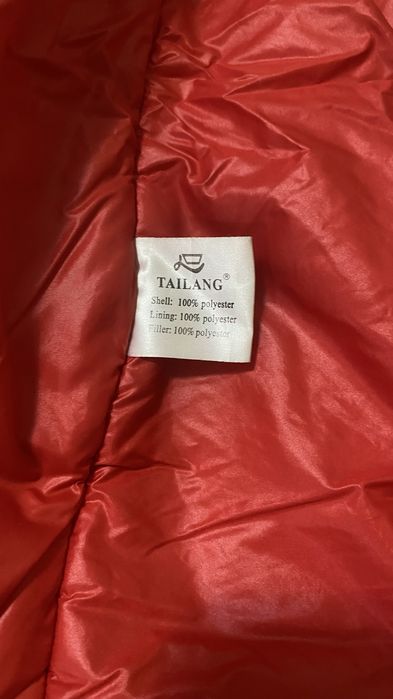 TAILANG®
Shell: 100% polyester
Lining: 100% polyester
Filler: 100% polyester